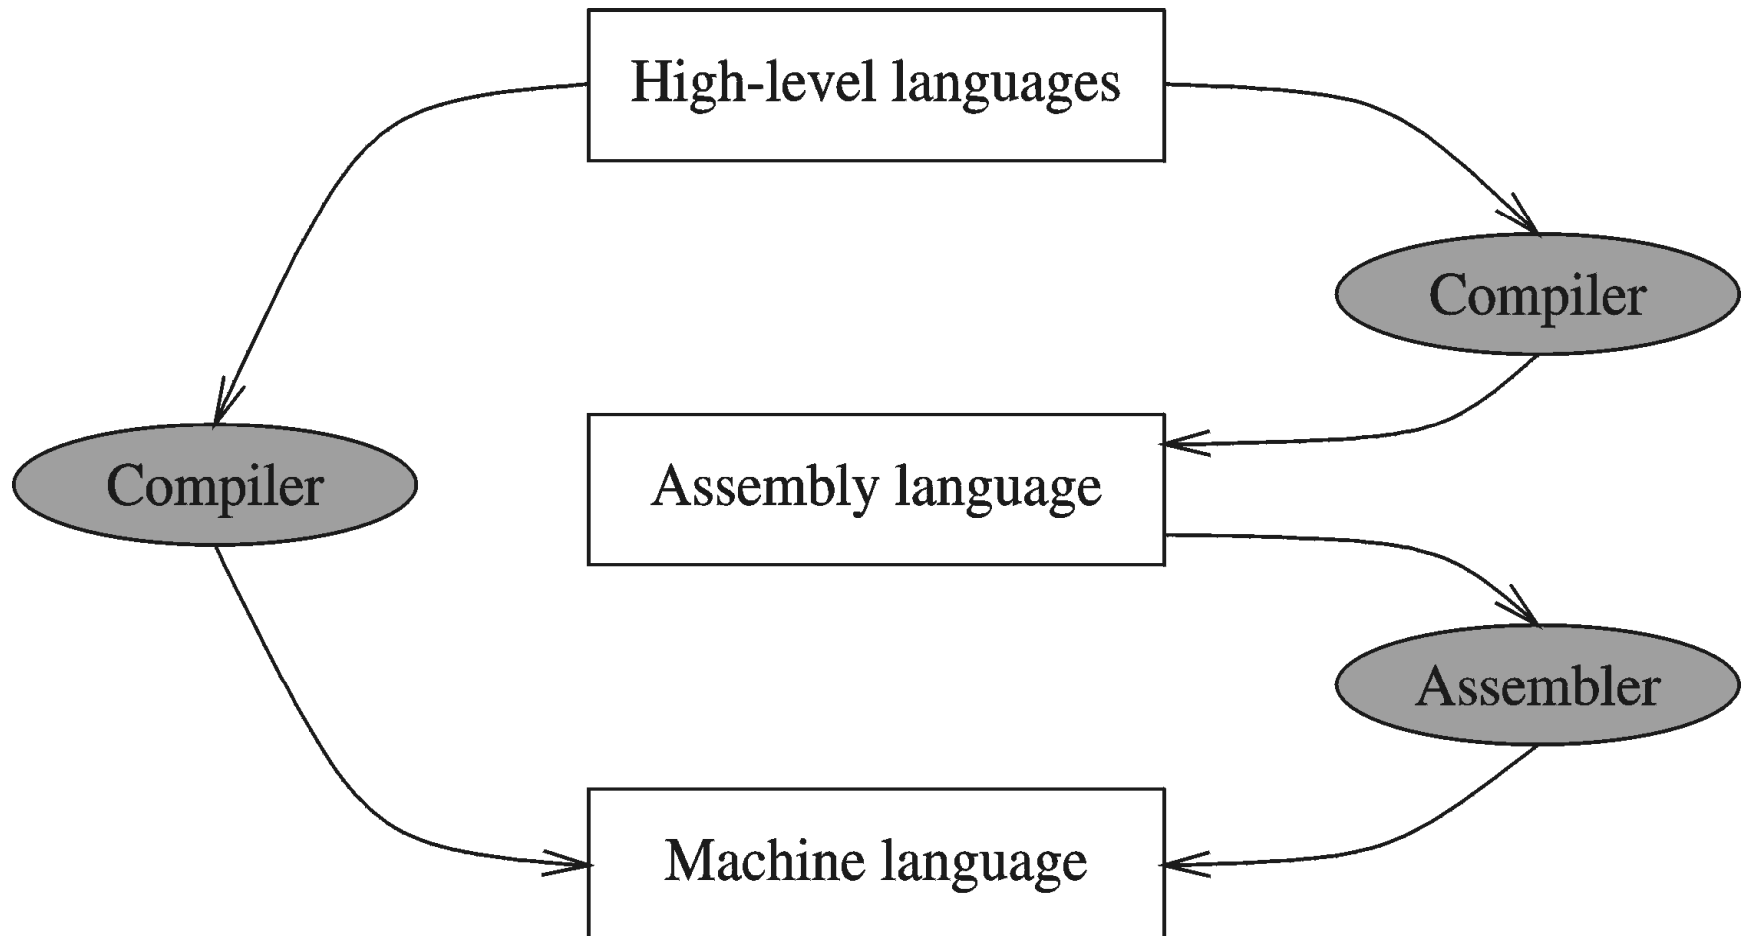 High-level languages
Compiler
Compiler
Assembly language
Assembler
Machine language